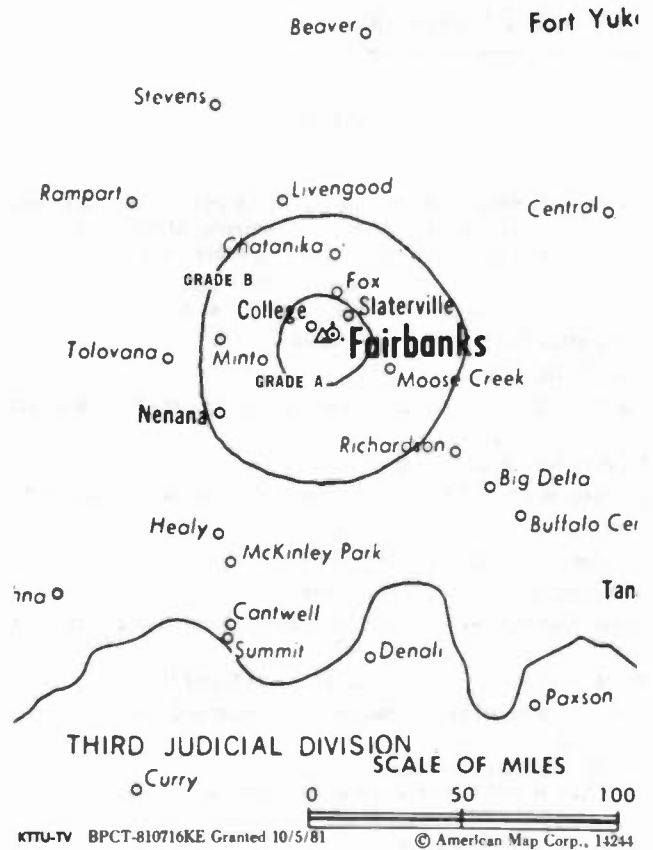 Beaver
Fort Yuk
Stevens
Rampart
Livengood
Central
Chatanika
GRADE B
Fox
College
Slaterville
Fairbanks
Tolovana
Minto
GRADE A
Moose Creek
Nenana
Richardson
Big Delta
Buffalo Cen
Healy
McKinley Park
hna
Tan
Cantwell
Summit
Denali
Paxson
THIRD JUDICIAL DIVISION
SCALE OF MILES
Curry
0 50 100
KTTU-TV BPCT-810716KE Granted 10/5/81 © American Map Corp., 14244